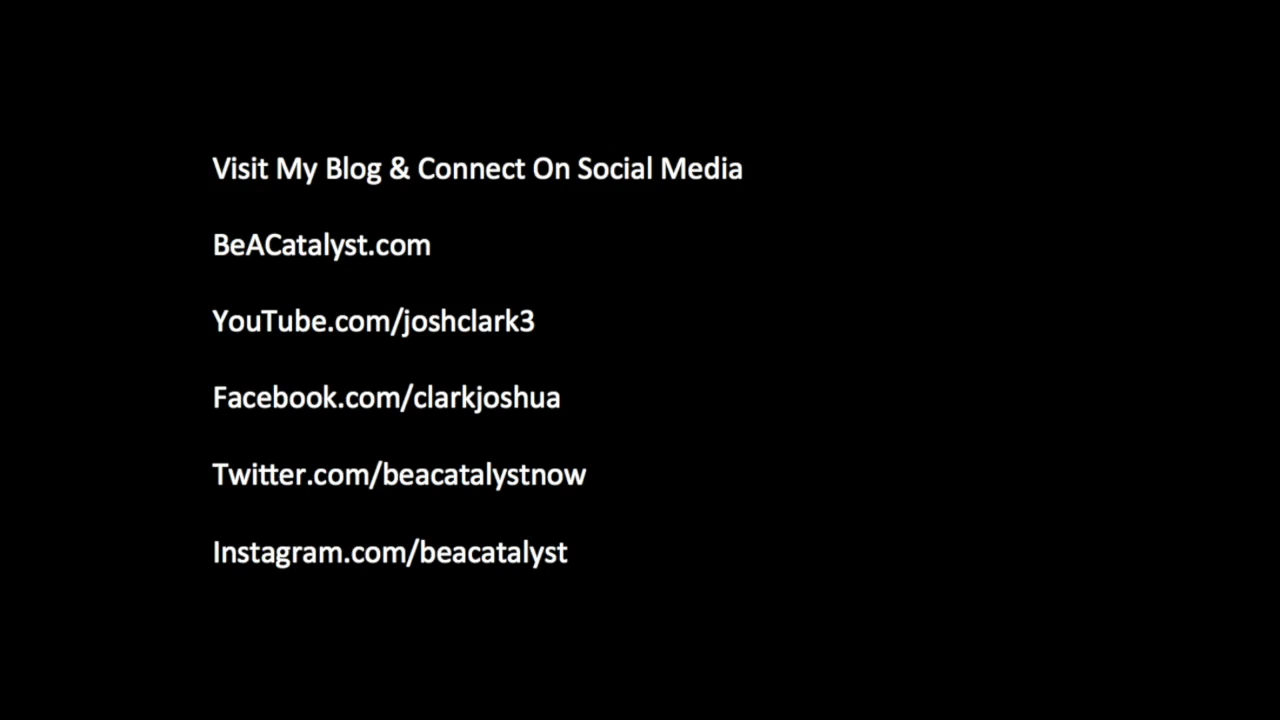 Visit My Blog & Connect On Social Media
BeACatalyst.com
YouTube.com/joshclark3
Facebook.com/clarkjoshua
Twitter.com/beacatalystnow
Instagram.com/beacatalyst